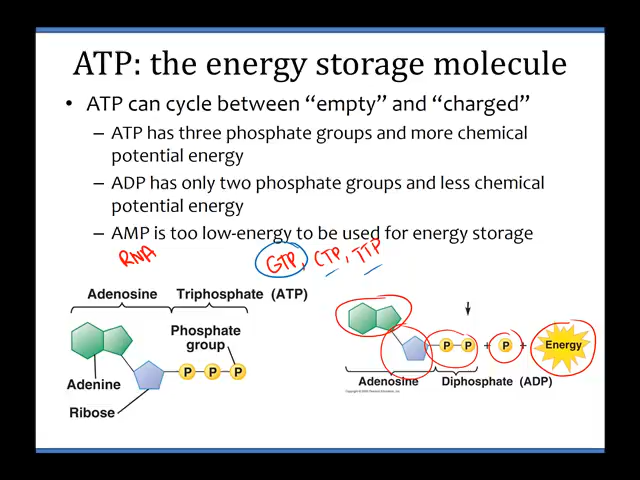 ATP: the energy storage molecule
• ATP can cycle between “empty” and “charged”
– ATP has three phosphate groups and more chemical
potential energy
– ADP has only two phosphate groups and less chemical
potential energy
– AMP is too low-energy to be used for energy storage
RNA GTP, CTP, TTP
Adenosine Triphosphate (ATP)
Phosphate
group
P P P
Adenine
Ribose
P P + P + Energy
Adenosine Diphosphate (ADP)